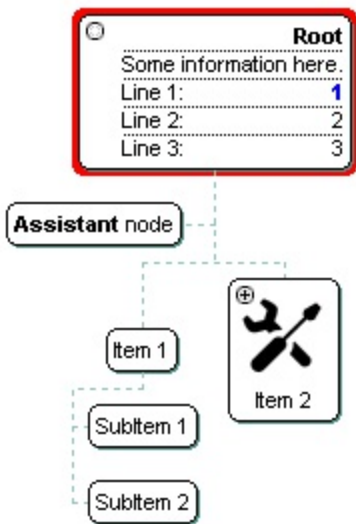 Root
Some information here.
Line 1: 1
Line 2: 2
Line 3: 3
Assistant node
Item 1
Item 2
SubItem 1
SubItem 2